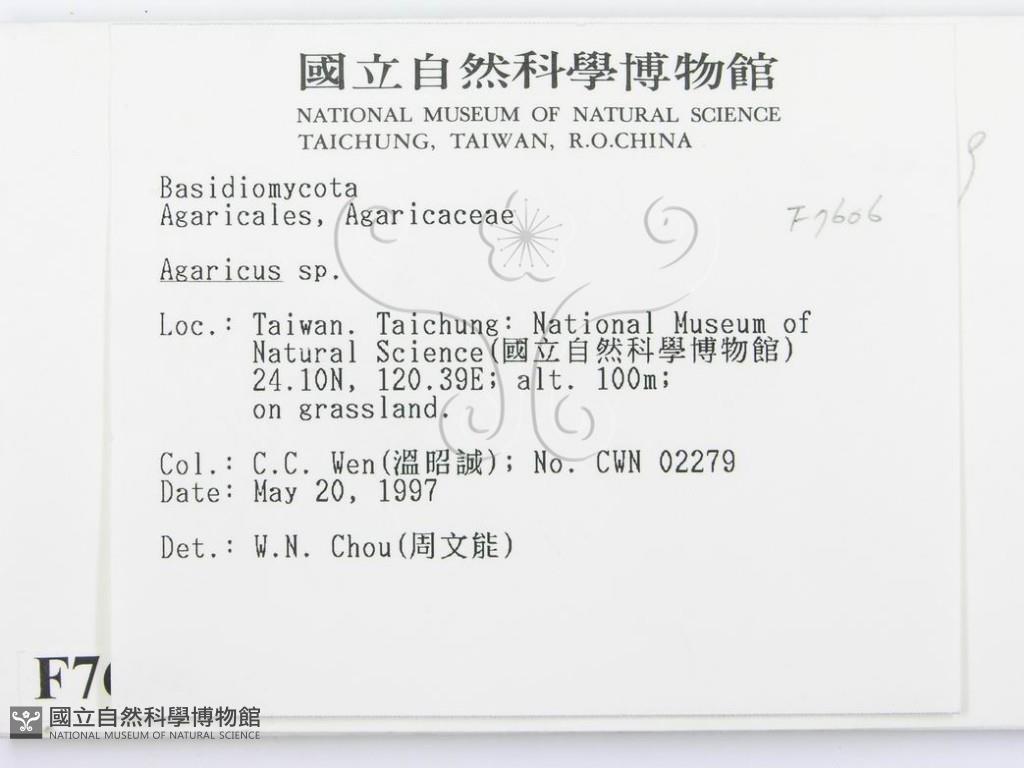 國立自然科學博物館
NATIONAL MUSEUM OF NATURAL SCIENCE
TAICHUNG, TAIWAN, R.O.CHINA
Basidiomycota
Agaricales, Agaricaceae
F7606
Agaricus sp.
Loc.: Taiwan. Taichung: National Museum of
Natural Science(國立自然科學博物館)
24.10N, 120.39E; alt. 100m;
on grassland.
Col.: C.C. Wen(溫昭誠); No. CWN 02279
Date: May 20, 1997
Det.: W.N. Chou(周文能)
F7
國立自然科學博物館
NATIONAL MUSEUM OF NATURAL SCIENCE